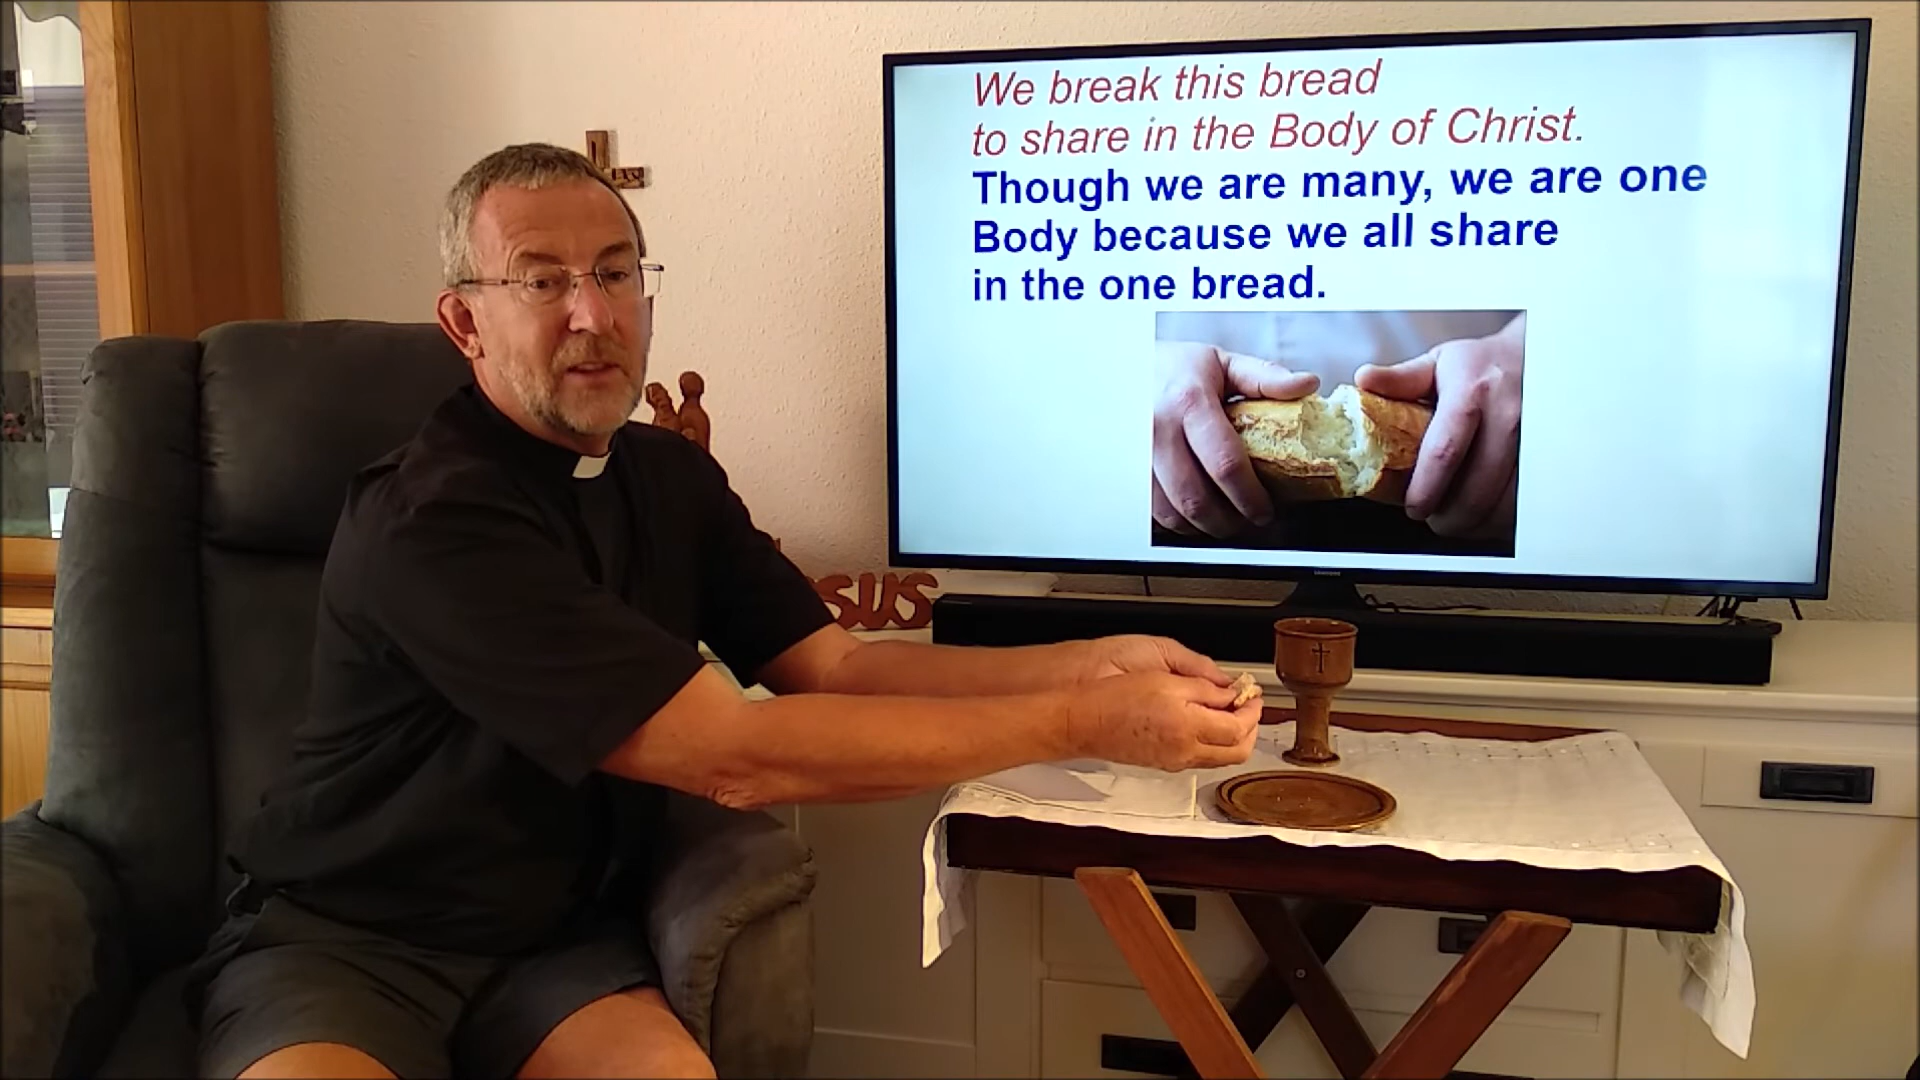 We break this bread
to share in the Body of Christ.
Though we are many, we are one
Body because we all share
in the one bread.
SUS